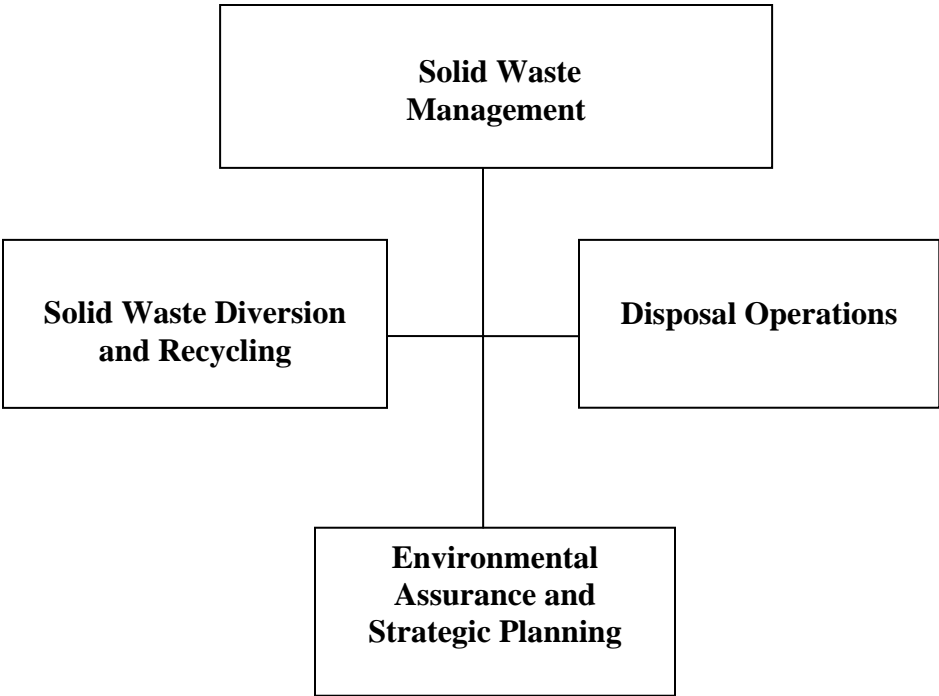 Solid Waste
Management
Solid Waste Diversion
and Recycling
Disposal Operations
Environmental
Assurance and
Strategic Planning